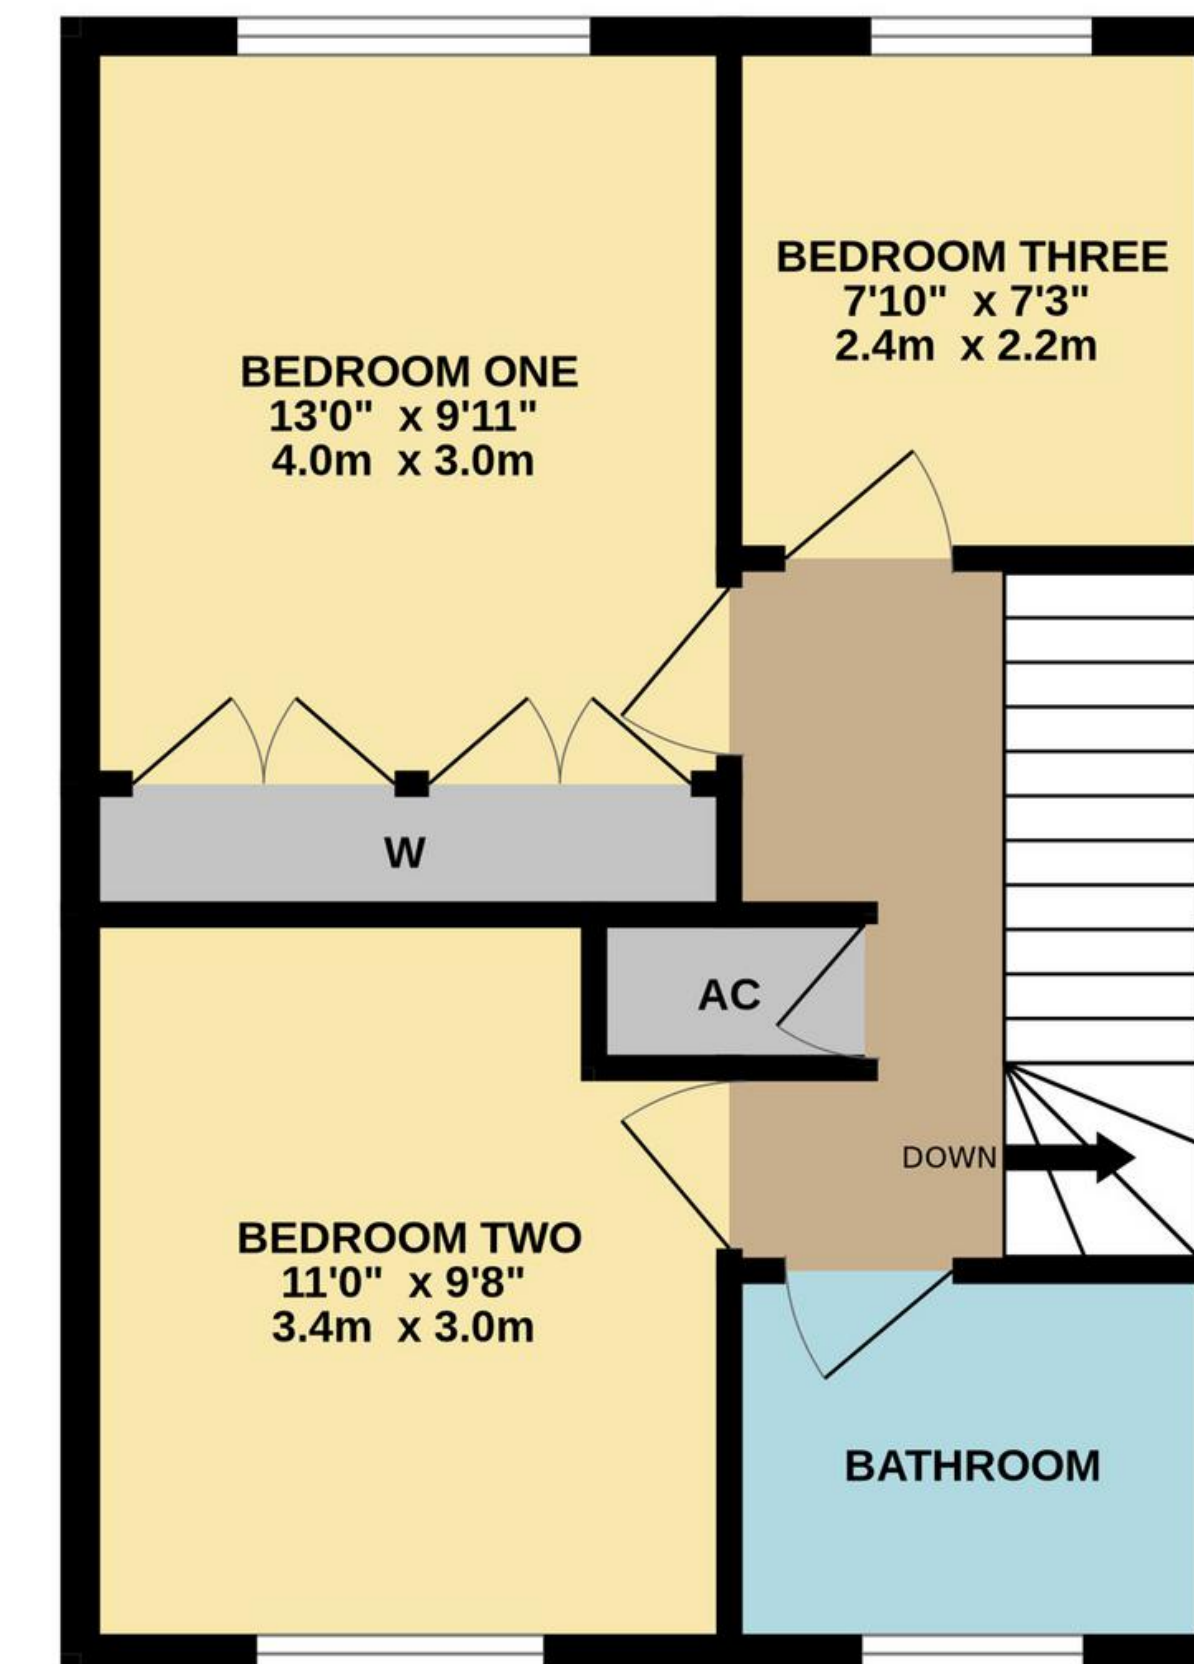 BEDROOM THREE
7'10" x 7'3"
2.4m x 2.2m
BEDROOM ONE
13'0" x 9'11"
4.0m x 3.0m
W
AC
DOWN
BEDROOM TWO
11'0" x 9'8"
3.4m x 3.0m
BATHROOM